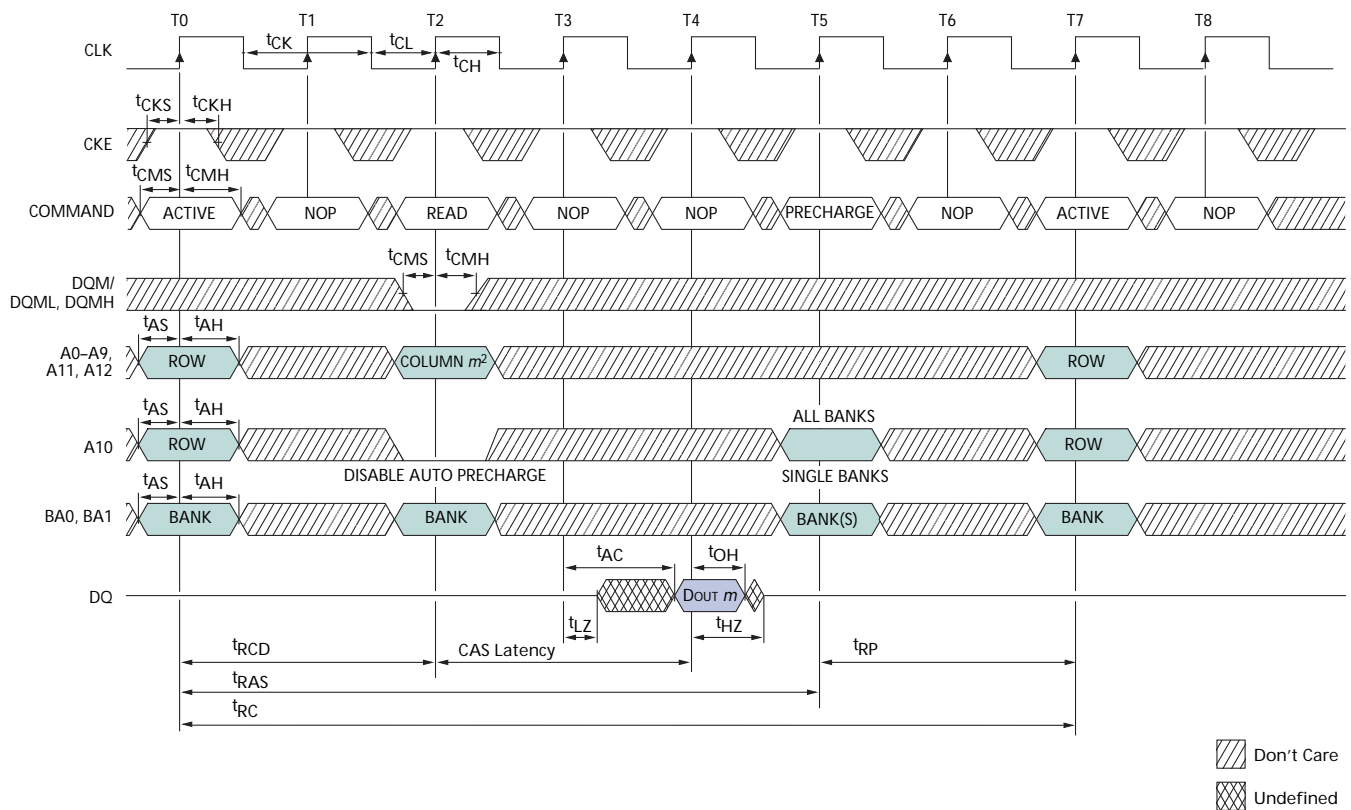 T0 T1 T2 T3 T4 T5 T6 T7 T8
CLK
tCK tCL
tCH
tCKS tCKH
CKE
tCMS tCMH
COMMAND ACTIVE NOP READ NOP NOP PRECHARGE NOP ACTIVE NOP
tCMS tCMH
DQM/
DQML, DQMH
tAS tAH
A0–A9,
A11, A12
ROW COLUMN m2 ROW
tAS tAH ALL BANKS
A10 ROW ROW
DISABLE AUTO PRECHARGE SINGLE BANKS
tAS tAH
BA0, BA1 BANK BANK BANK(S) BANK
tAC tOH
DQ DOUT m
tLZ tHZ
tRCD CAS Latency tRP
tRAS
tRC
Don't Care
Undefined